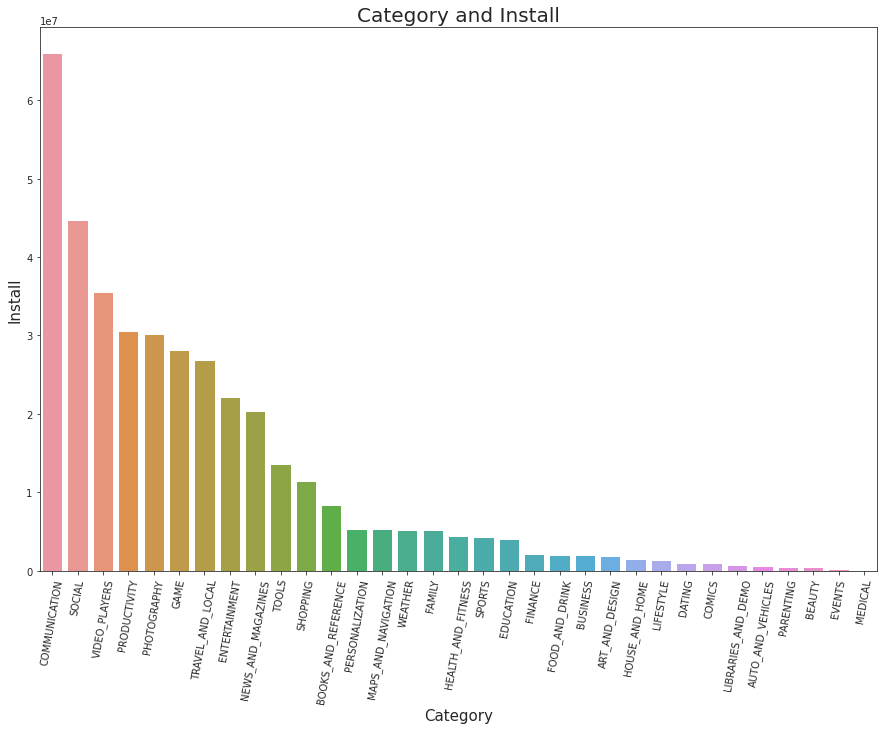 Category and Install
1e7
6
5
4
3
2
1
0
Install
COMMUNICATION
SOCIAL
VIDEO_PLAYERS
PRODUCTIVITY
PHOTOGRAPHY
GAME
TRAVEL_AND_LOCAL
ENTERTAINMENT
NEWS_AND_MAGAZINES
TOOLS
SHOPPING
BOOKS_AND_REFERENCE
PERSONALIZATION
MAPS_AND_NAVIGATION
WEATHER
FAMILY
HEALTH_AND_FITNESS
SPORTS
EDUCATION
FINANCE
FOOD_AND_DRINK
BUSINESS
ART_AND_DESIGN
HOUSE_AND_HOME
LIFESTYLE
DATING
COMICS
LIBRARIES_AND_DEMO
AUTO_AND_VEHICLES
PARENTING
BEAUTY
EVENTS
MEDICAL
Category